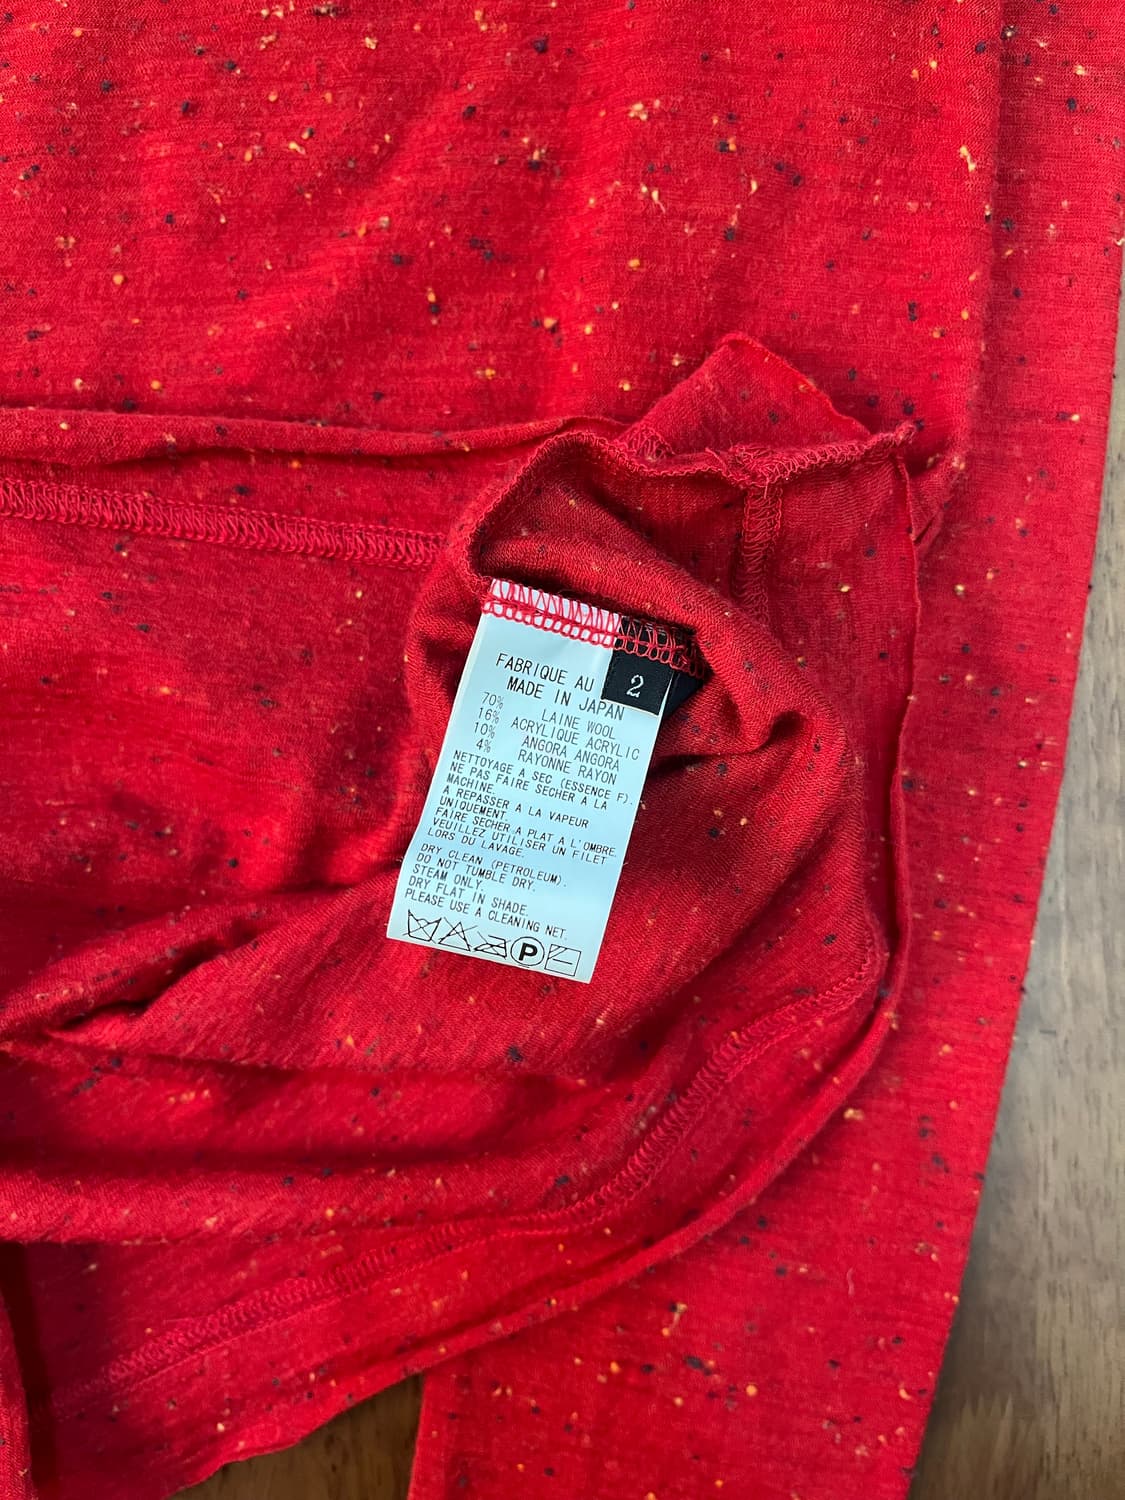 FABRIQUE AU
2
MADE IN JAPAN
70% LAINE WOOL
16% ACRYLIQUE ACRYLIC
10% ANGORA ANGORA
4% RAYONNE RAYON
NETTOYAGE A SEC (ESSENCE F).
NE PAS FAIRE SECHER A LA
MACHINE.
A REPASSER A LA VAPEUR
UNIQUEMENT.
FAIRE SECHER A PLAT A L'OMBRE.
VEUILLEZ UTILISER UN FILET
LORS DU LAVAGE.
DRY CLEAN (PETROLEUM).
DO NOT TUMBLE DRY.
STEAM ONLY.
DRY FLAT IN SHADE.
PLEASE USE A CLEANING NET.
P